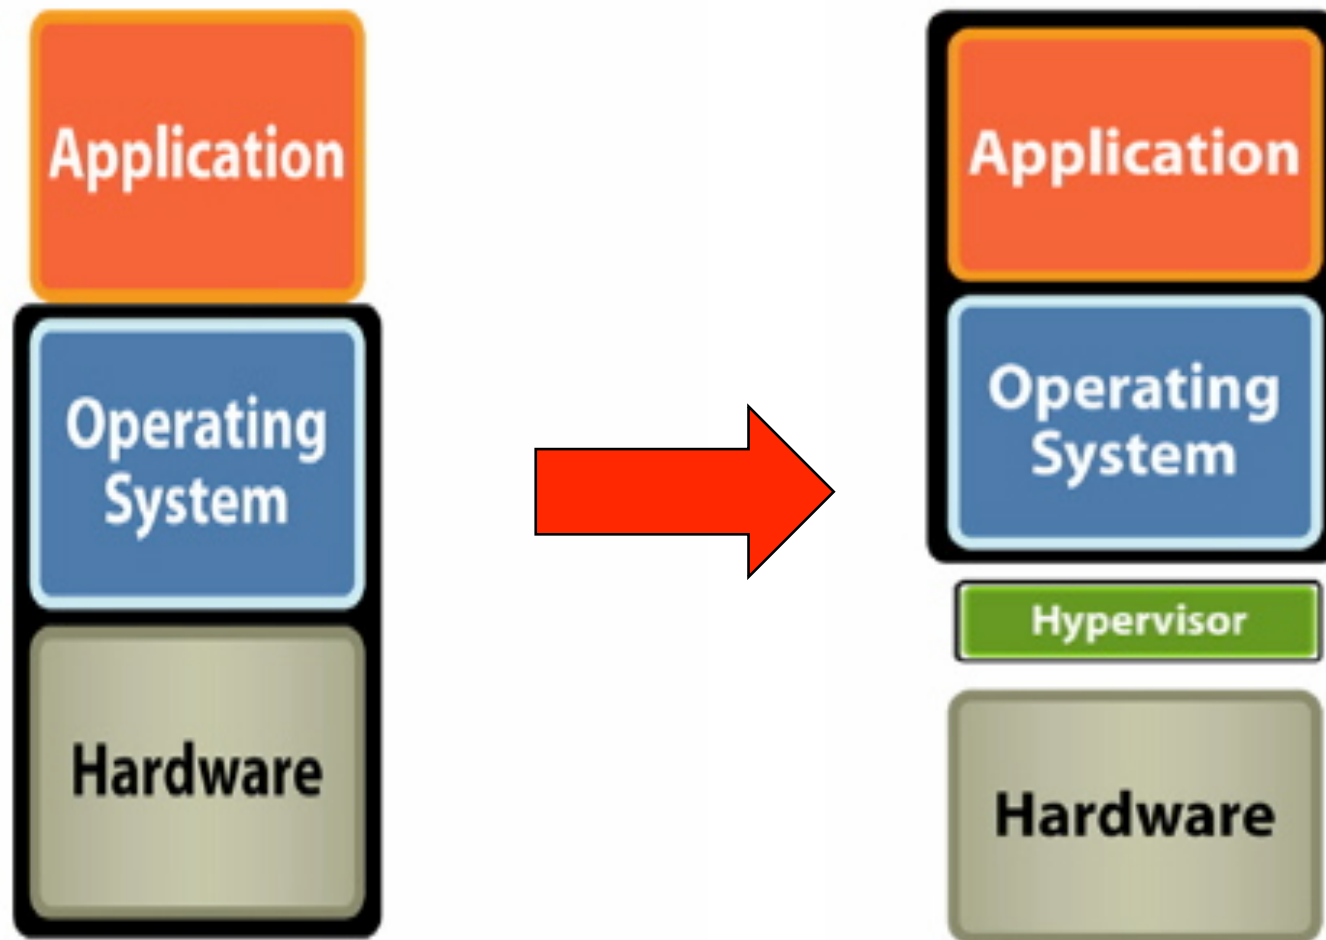 Application
Operating
System
Hardware
Application
Operating
System
Hypervisor
Hardware